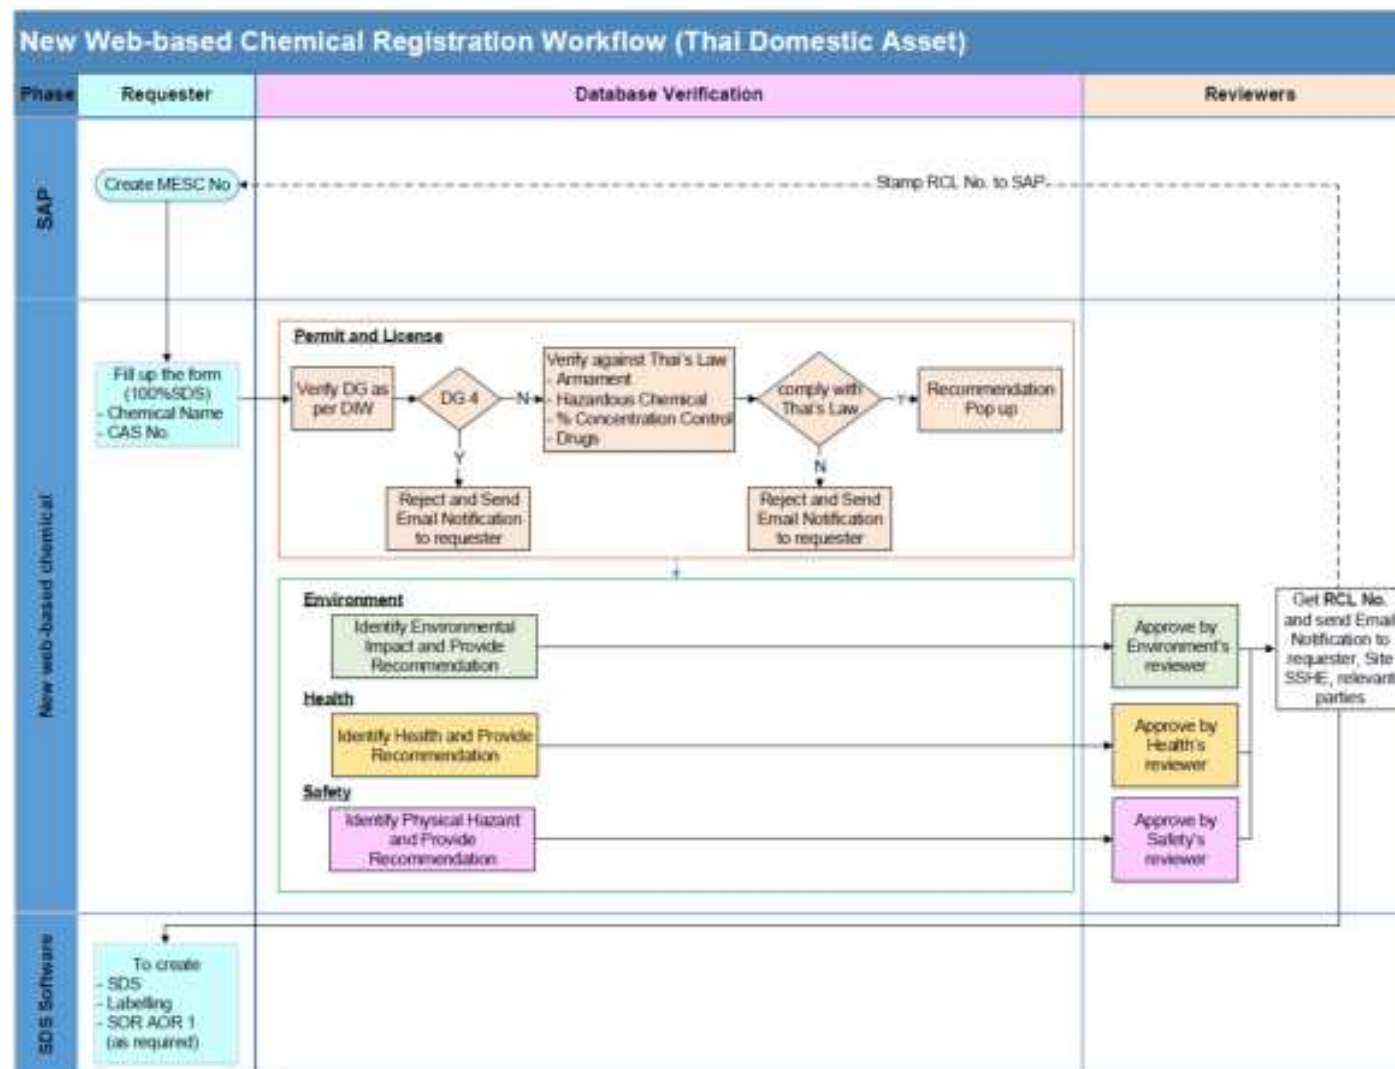 New Web-based Chemical Registration Workflow (Thai Domestic Asset)
Phase
Requester
Database Verification
Reviewers
SAP
Create MESC No
Stamp RCL No. to SAP
New web-based chemical
Fill up the form
(100%SDS)
- Chemical Name
- CAS No.
Permit and License
Verify DG as
per DIW
DG 4
N
Verify against Thai's Law
- Armament
- Hazardous Chemical
- % Concentration Control
- Drugs
comply with
Thai's Law
Y
Recommendation
Pop up
Y
N
Reject and Send
Email Notification
to requester
Reject and Send
Email Notification
to requester
Environment
Identify Environmental
Impact and Provide
Recommendation
Approve by
Environment's
reviewer
Get RCL No.
and send Email
Notification to
requester, Site
SSHE, relevant
parties
Health
Identify Health and Provide
Recommendation
Approve by
Health's
reviewer
Safety
Identify Physical Hazard
and Provide
Recommendation
Approve by
Safety's
reviewer
SDS Software
To create
- SDS
- Labelling
- SOR AOR 1
(as required)